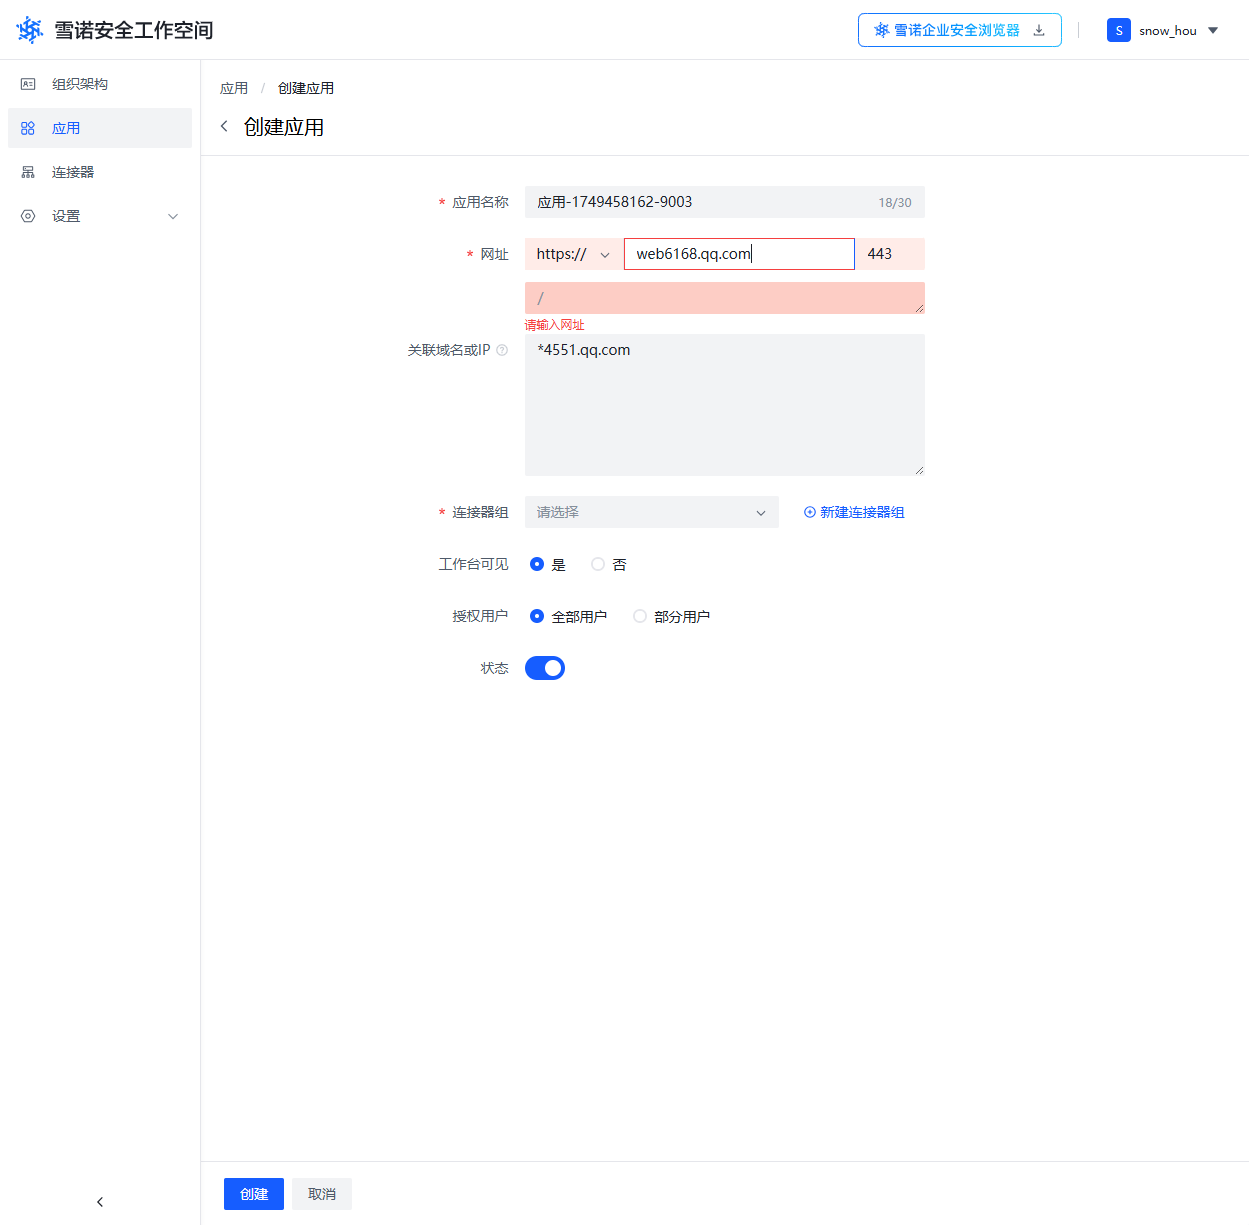 雪诺安全工作空间
雪诺企业安全浏览器
S snow_hou
组织架构
应用
连接器
设置
应用 / 创建应用
创建应用
* 应用名称 应用-1749458162-9003 18/30
* 网址 https:// web6168.qq.com 443
/
请输入网址
关联域名或IP *4551.qq.com
* 连接器组 请选择 新建连接器组
工作台可见 是 否
授权用户 全部用户 部分用户
状态
创建 取消